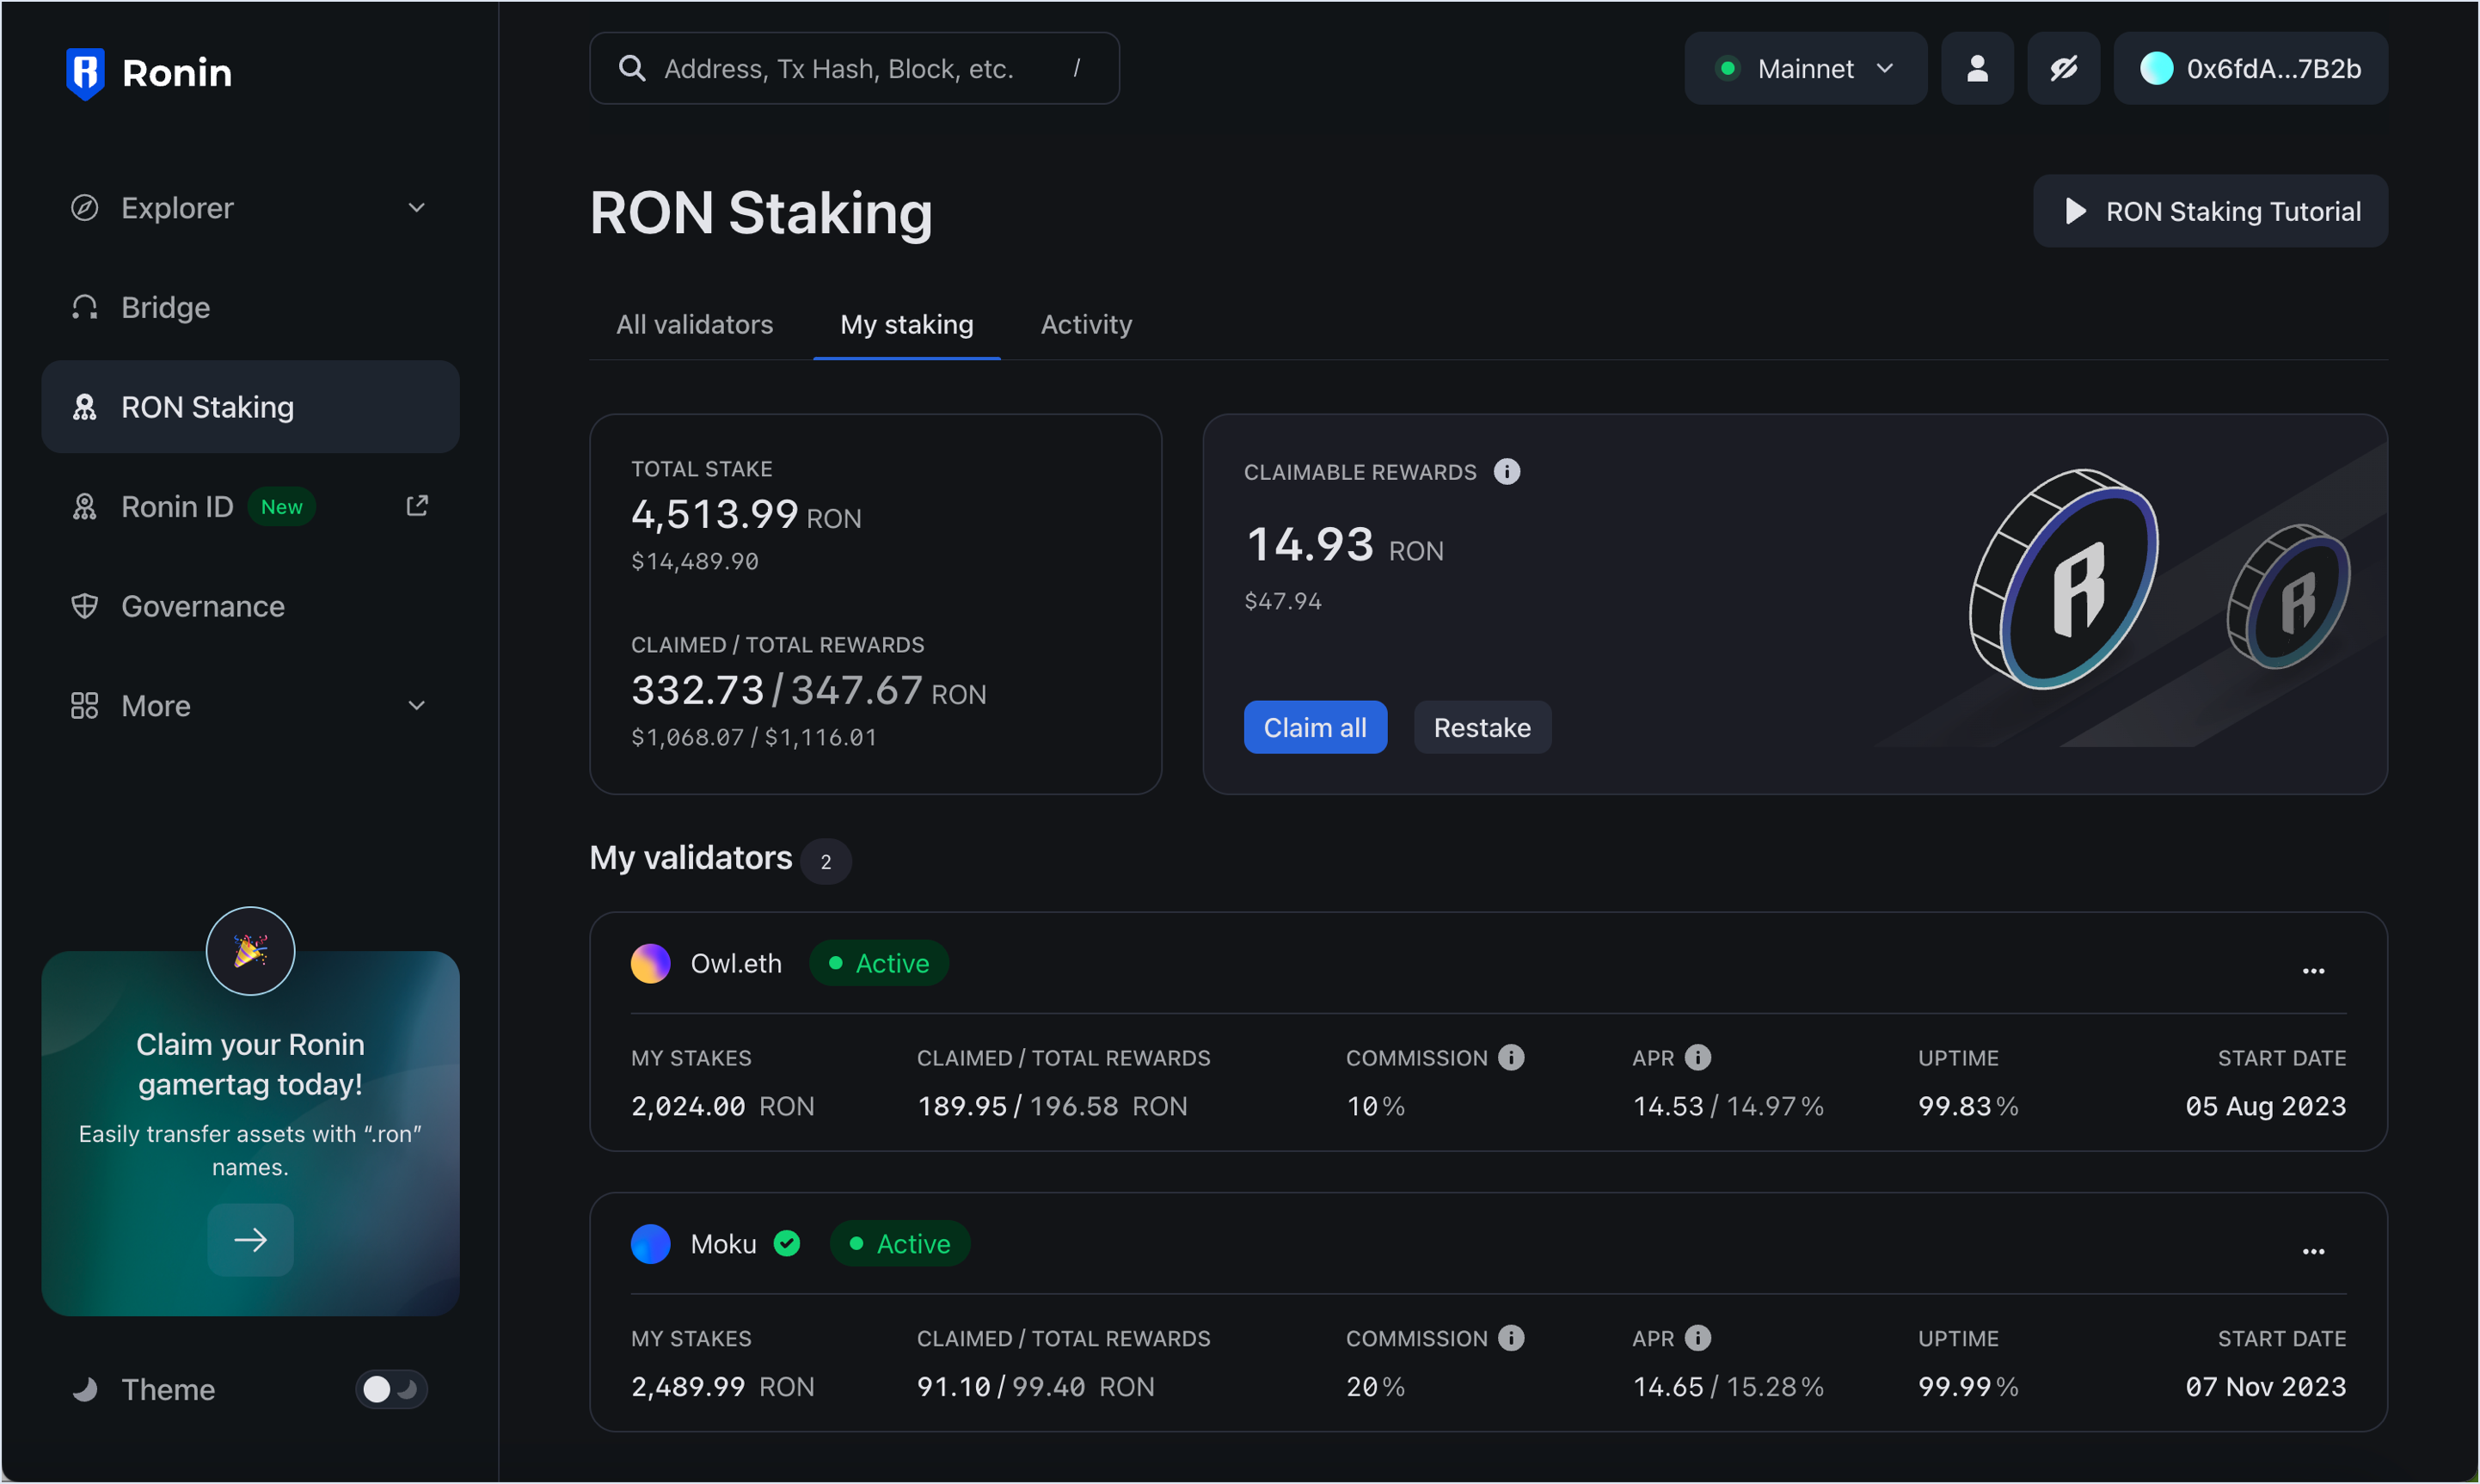 Ronin
Address, Tx Hash, Block, etc. /
Mainnet
0x6fdA...7B2b
Explorer
Bridge
RON Staking
Ronin ID New
Governance
More
Claim your Ronin
gamertag today!
Easily transfer assets with “.ron”
names.
Theme
RON Staking
RON Staking Tutorial
All validators My staking Activity
TOTAL STAKE
4,513.99 RON
$14,489.90
CLAIMED / TOTAL REWARDS
332.73 / 347.67 RON
$1,068.07 / $1,116.01
CLAIMABLE REWARDS
14.93 RON
$47.94
Claim all Restake
My validators 2
Owl.eth Active
MY STAKES CLAIMED / TOTAL REWARDS COMMISSION APR UPTIME START DATE
2,024.00 RON 189.95 / 196.58 RON 10% 14.53 / 14.97% 99.83% 05 Aug 2023
Moku Active
MY STAKES CLAIMED / TOTAL REWARDS COMMISSION APR UPTIME START DATE
2,489.99 RON 91.10 / 99.40 RON 20% 14.65 / 15.28% 99.99% 07 Nov 2023